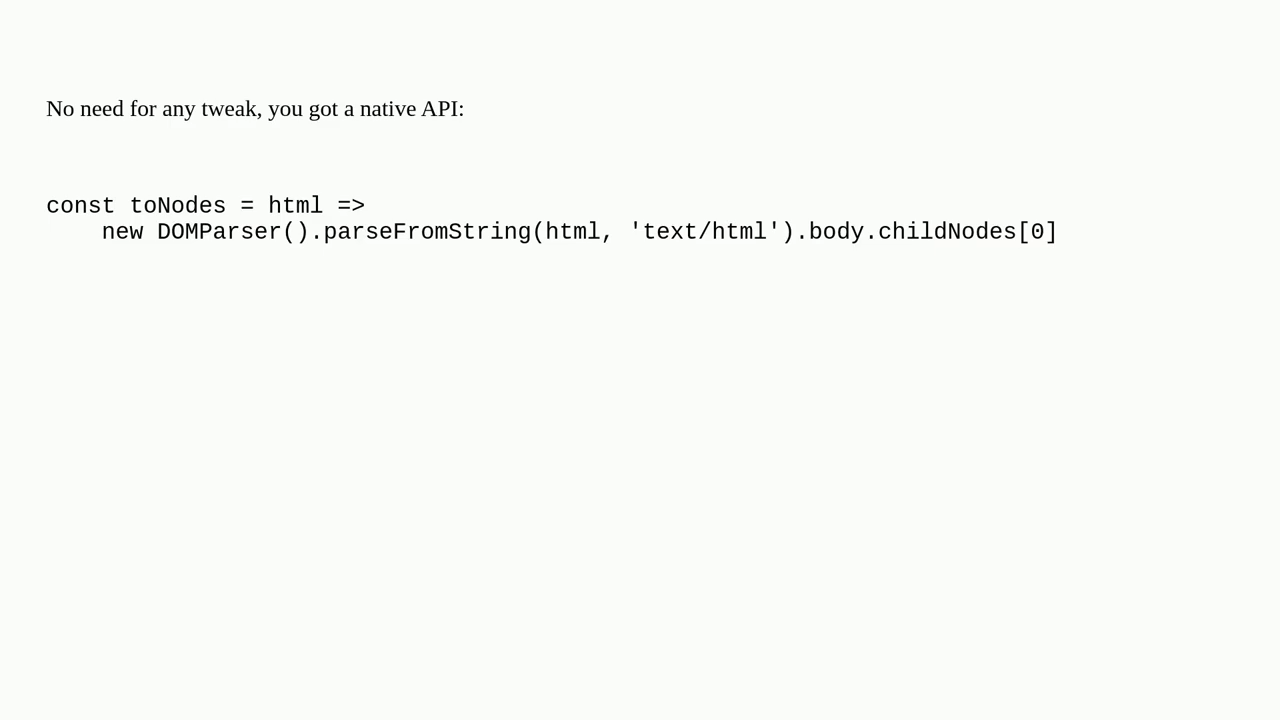 No need for any tweak, you got a native API:
const toNodes = html =>
    new DOMParser().parseFromString(html, 'text/html').body.childNodes[0]